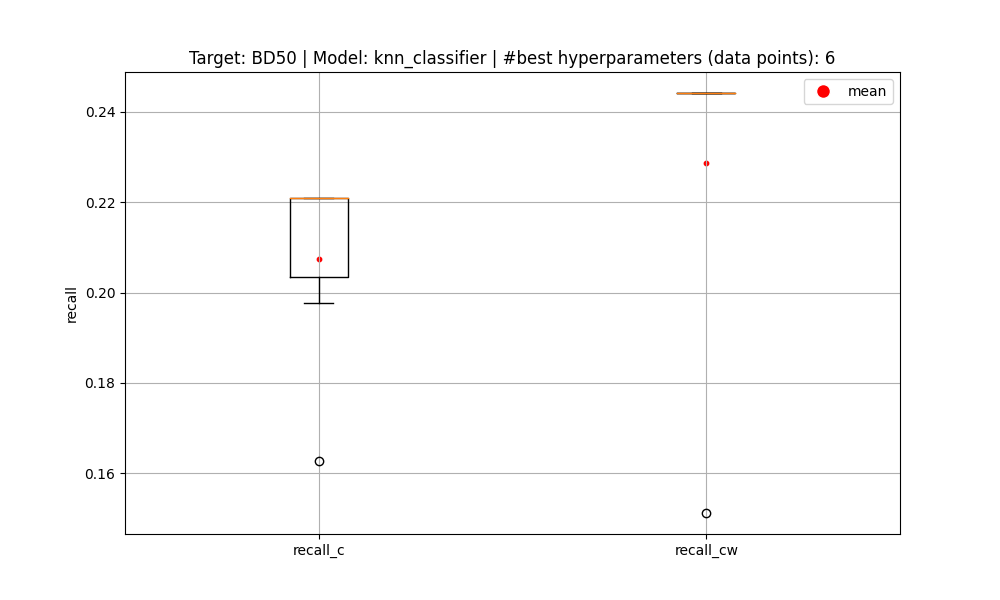 Target: BD50 | Model: knn_classifier | #best hyperparameters (data points): 6
mean
0.24
0.22
0.20
0.18
0.16
recall
recall_c
recall_cw